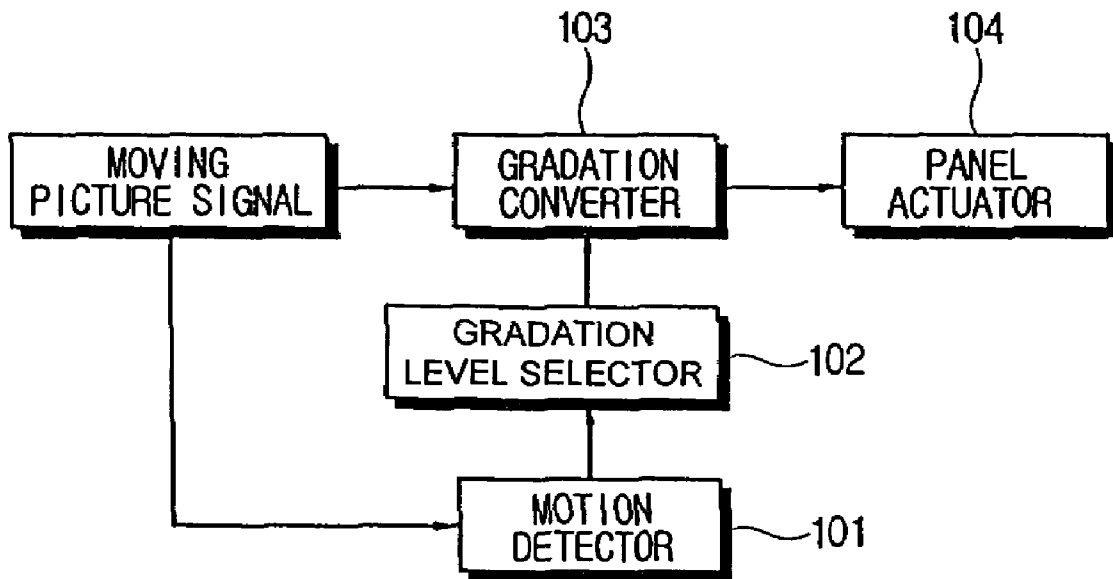 103
104
MOVING
PICTURE SIGNAL
GRADATION
CONVERTER
PANEL
ACTUATOR
GRADATION
LEVEL SELECTOR
102
MOTION
DETECTOR
101